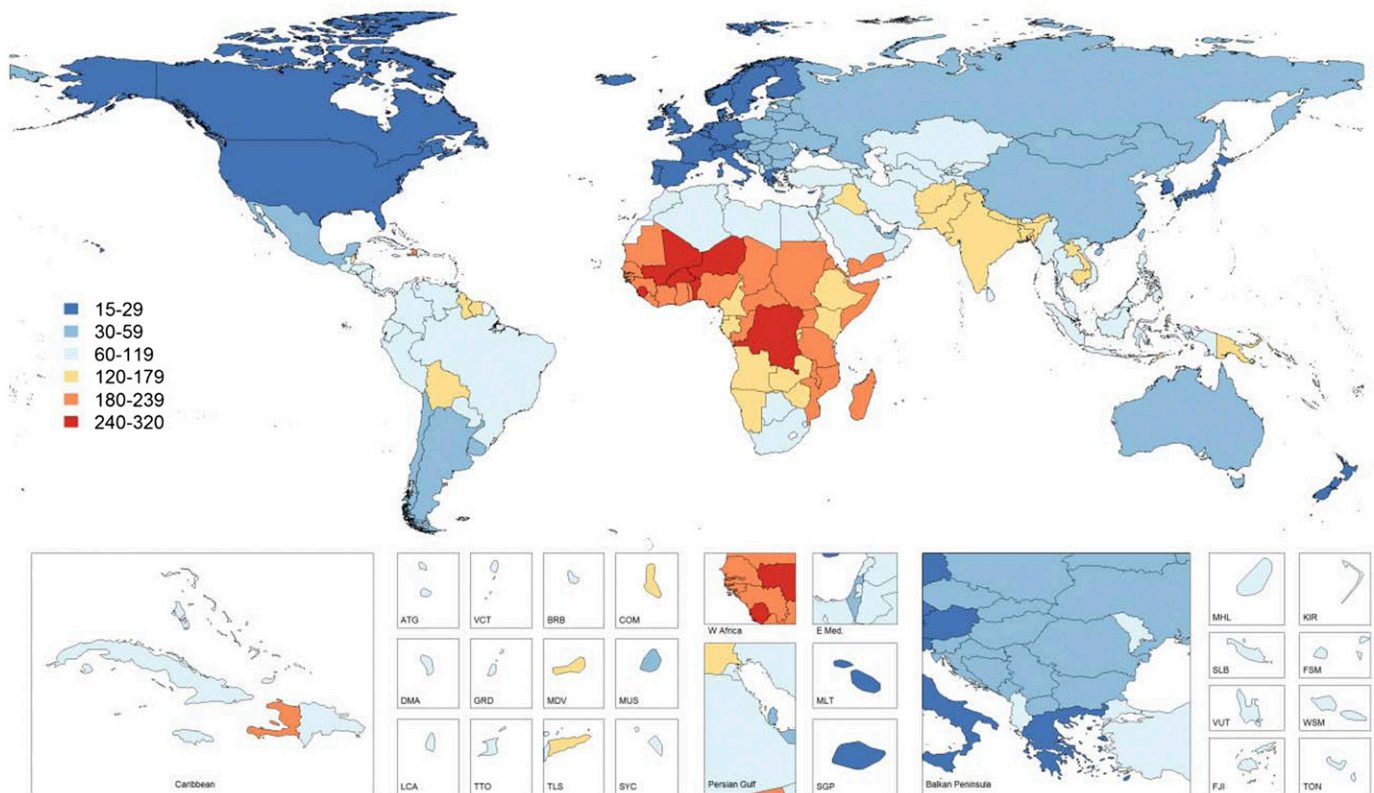 15-29
30-59
60-119
120-179
180-239
240-320
ATG
VCT
BRB
COM
W Africa
E Med.
MHL
KIR
DMA
GRD
MDV
MUS
MLT
SLB
FSM
VUT
WSM
Caribbean
LCA
TTO
TLS
SYC
Persian Gulf
SGP
Balkan Peninsula
FJI
TON